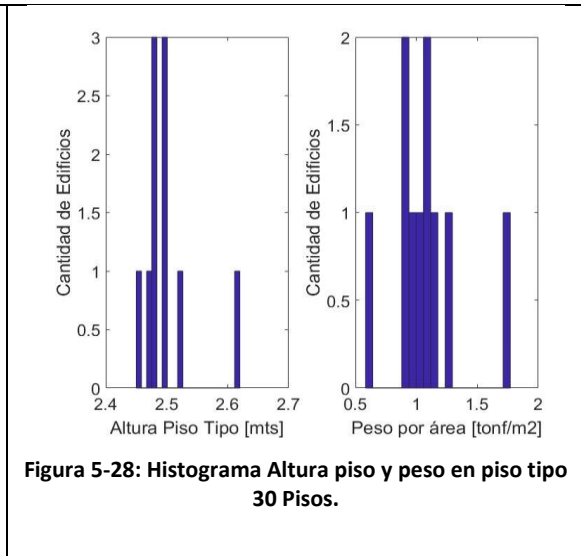 3
2.5
2
1.5
1
0.5
0
2.4 2.5 2.6 2.7
Cantidad de Edificios
Altura Piso Tipo [mts]
2
1.5
1
0.5
0
0.5 1 1.5 2
Cantidad de Edificios
Peso por área [tonf/m2]
Figura 5-28: Histograma Altura piso y peso en piso tipo
30 Pisos.